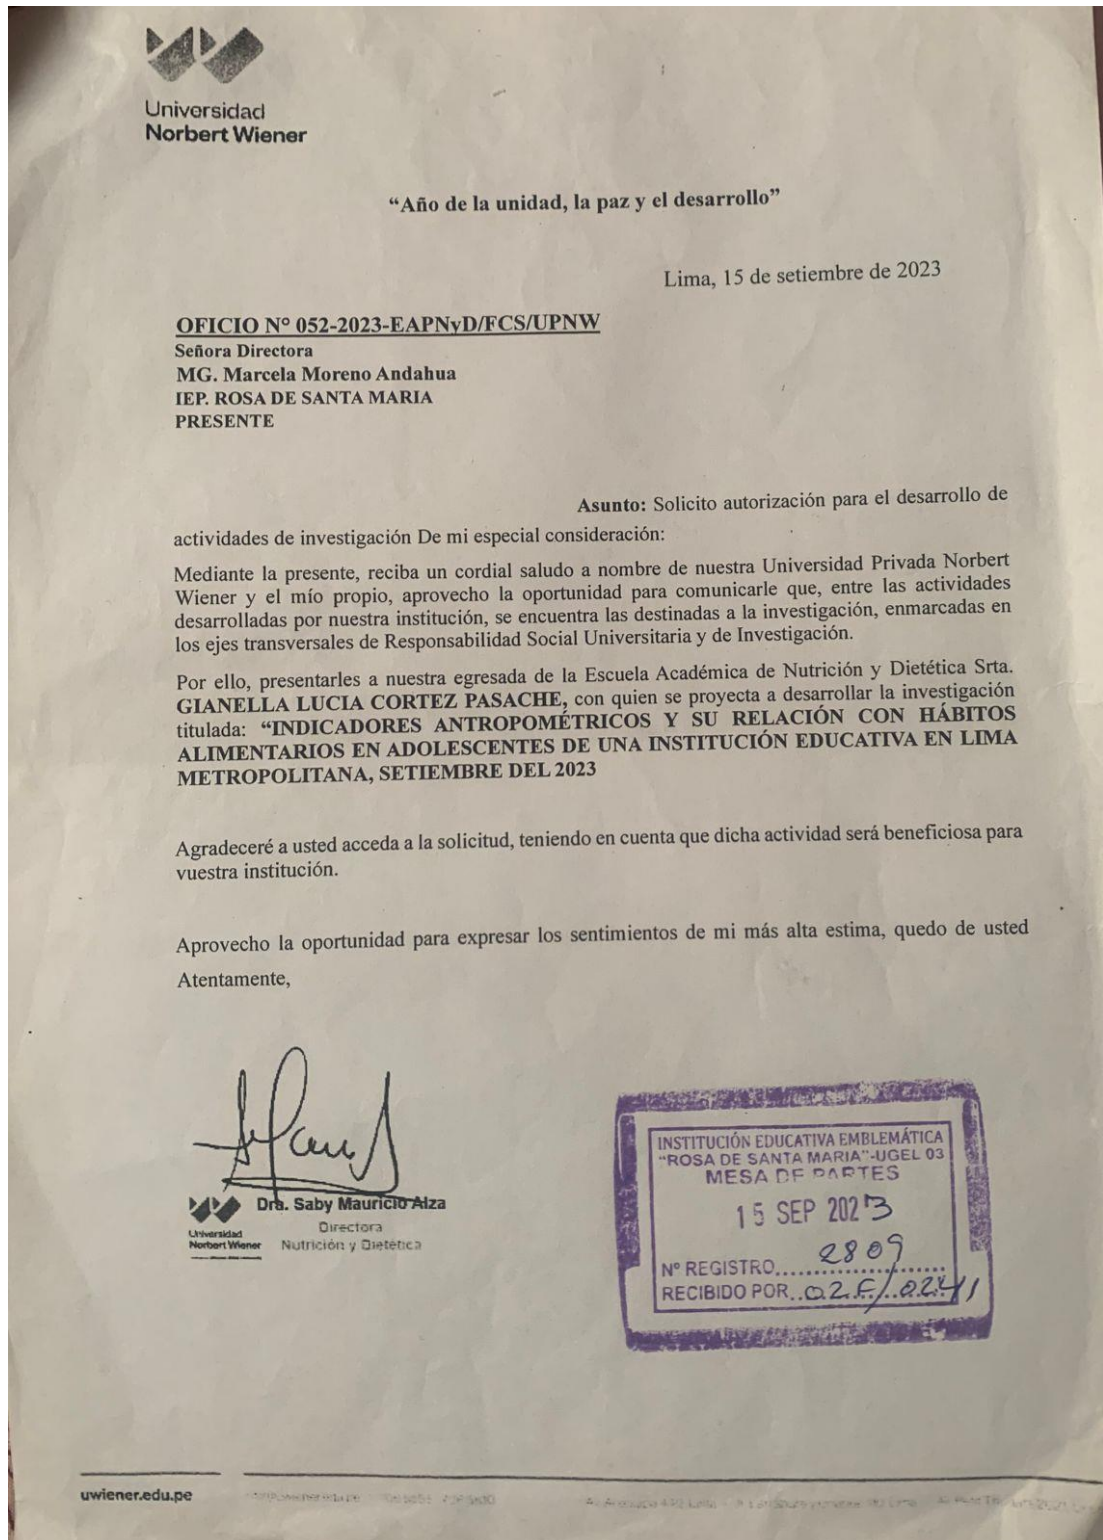 Universidad
Norbert Wiener
“Año de la unidad, la paz y el desarrollo”
Lima, 15 de setiembre de 2023
OFICIO Nº 052-2023-EAPNyD/FCS/UPNW
Señora Directora
MG. Marcela Moreno Andahua
IEP. ROSA DE SANTA MARIA
PRESENTE
Asunto: Solicito autorización para el desarrollo de
actividades de investigación De mi especial consideración:
Mediante la presente, reciba un cordial saludo a nombre de nuestra Universidad Privada Norbert
Wiener y el mío propio, aprovecho la oportunidad para comunicarle que, entre las actividades
desarrolladas por nuestra institución, se encuentra las destinadas a la investigación, enmarcadas en
los ejes transversales de Responsabilidad Social Universitaria y de Investigación.
Por ello, presentarles a nuestra egresada de la Escuela Académica de Nutrición y Dietética Srta.
GIANELLA LUCIA CORTEZ PASACHE, con quien se proyecta a desarrollar la investigación
titulada: “INDICADORES ANTROPOMÉTRICOS Y SU RELACIÓN CON HÁBITOS
ALIMENTARIOS EN ADOLESCENTES DE UNA INSTITUCIÓN EDUCATIVA EN LIMA
METROPOLITANA, SETIEMBRE DEL 2023
Agradeceré a usted acceda a la solicitud, teniendo en cuenta que dicha actividad será beneficiosa para
vuestra institución.
Aprovecho la oportunidad para expresar los sentimientos de mi más alta estima, quedo de usted
Atentamente,
Dra. Saby Mauricio Alza
Directora
Nutrición y Dietética
Universidad
Norbert Wiener
INSTITUCIÓN EDUCATIVA EMBLEMÁTICA
“ROSA DE SANTA MARIA”-UGEL 03
MESA DE PARTES
15 SEP 2023
Nº REGISTRO 2809
RECIBIDO POR
uwiener.edu.pe